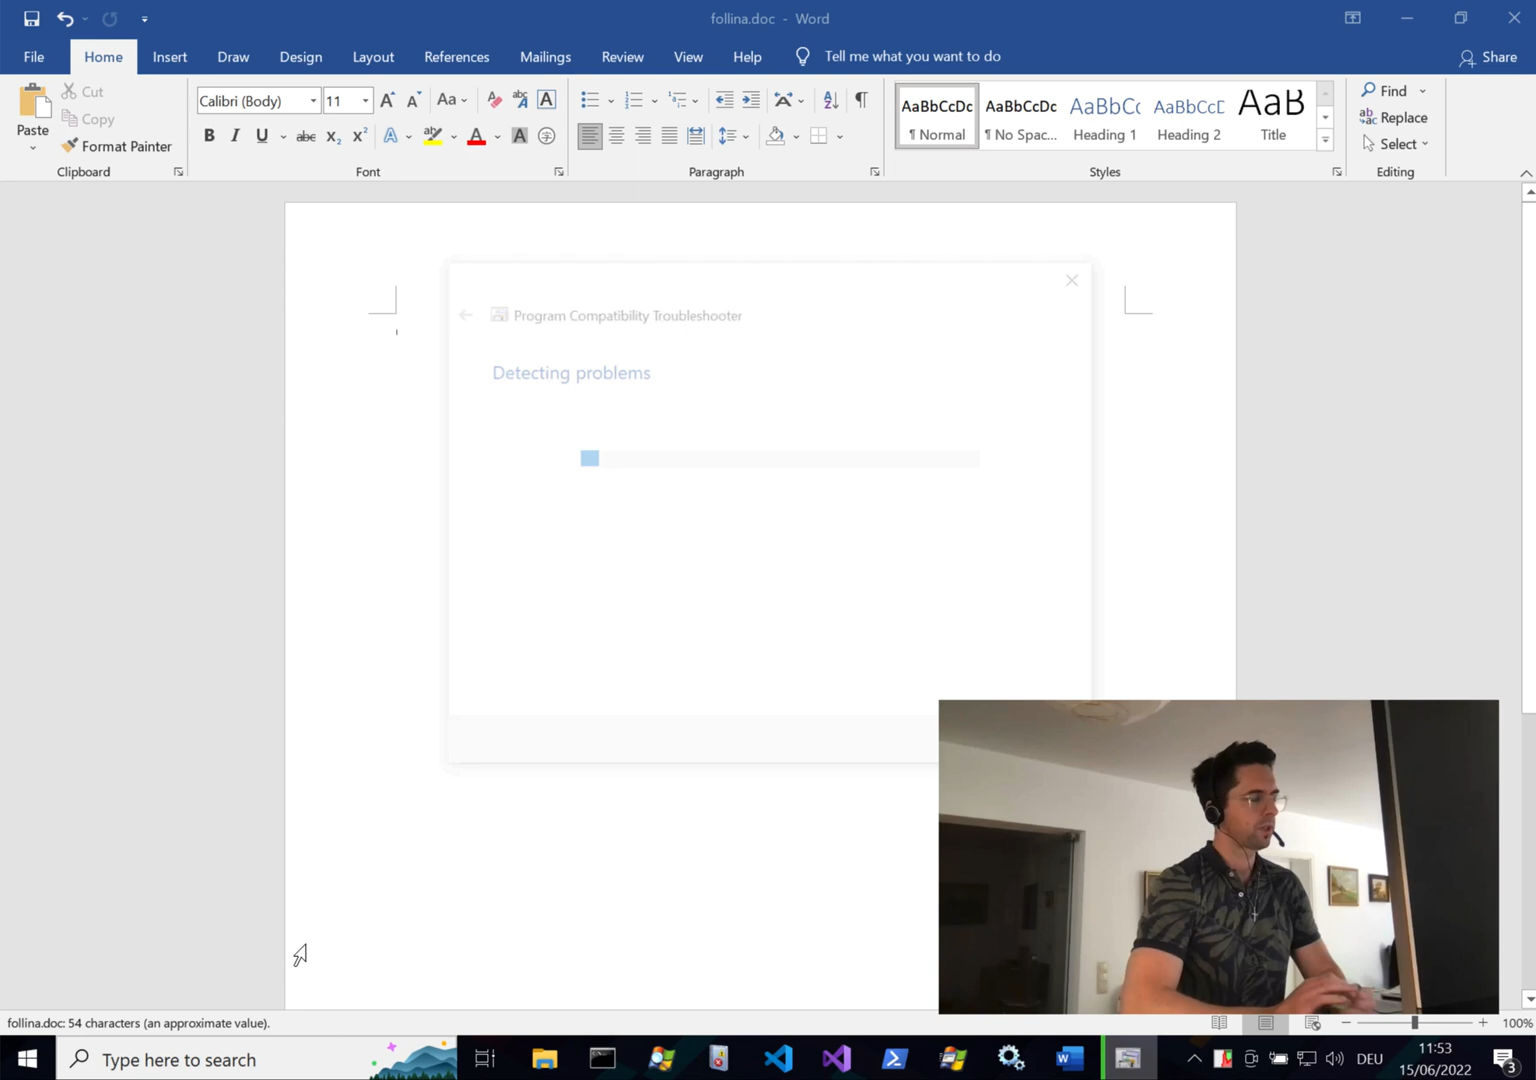 follina.doc - Word
File Home Insert Draw Design Layout References Mailings Review View Help Tell me what you want to do Share
Paste
Cut
Copy
Format Painter
Clipboard
Calibri (Body) 11
Font
Paragraph
AaBbCcDc AaBbCcDc AaBbCc AaBbCcD AaB
¶ Normal ¶ No Spac... Heading 1 Heading 2 Title
Styles
Find
Replace
Select
Editing
Program Compatibility Troubleshooter
Detecting problems
follina.doc: 54 characters (an approximate value).
100%
Type here to search
DEU
11:53
15/06/2022
3